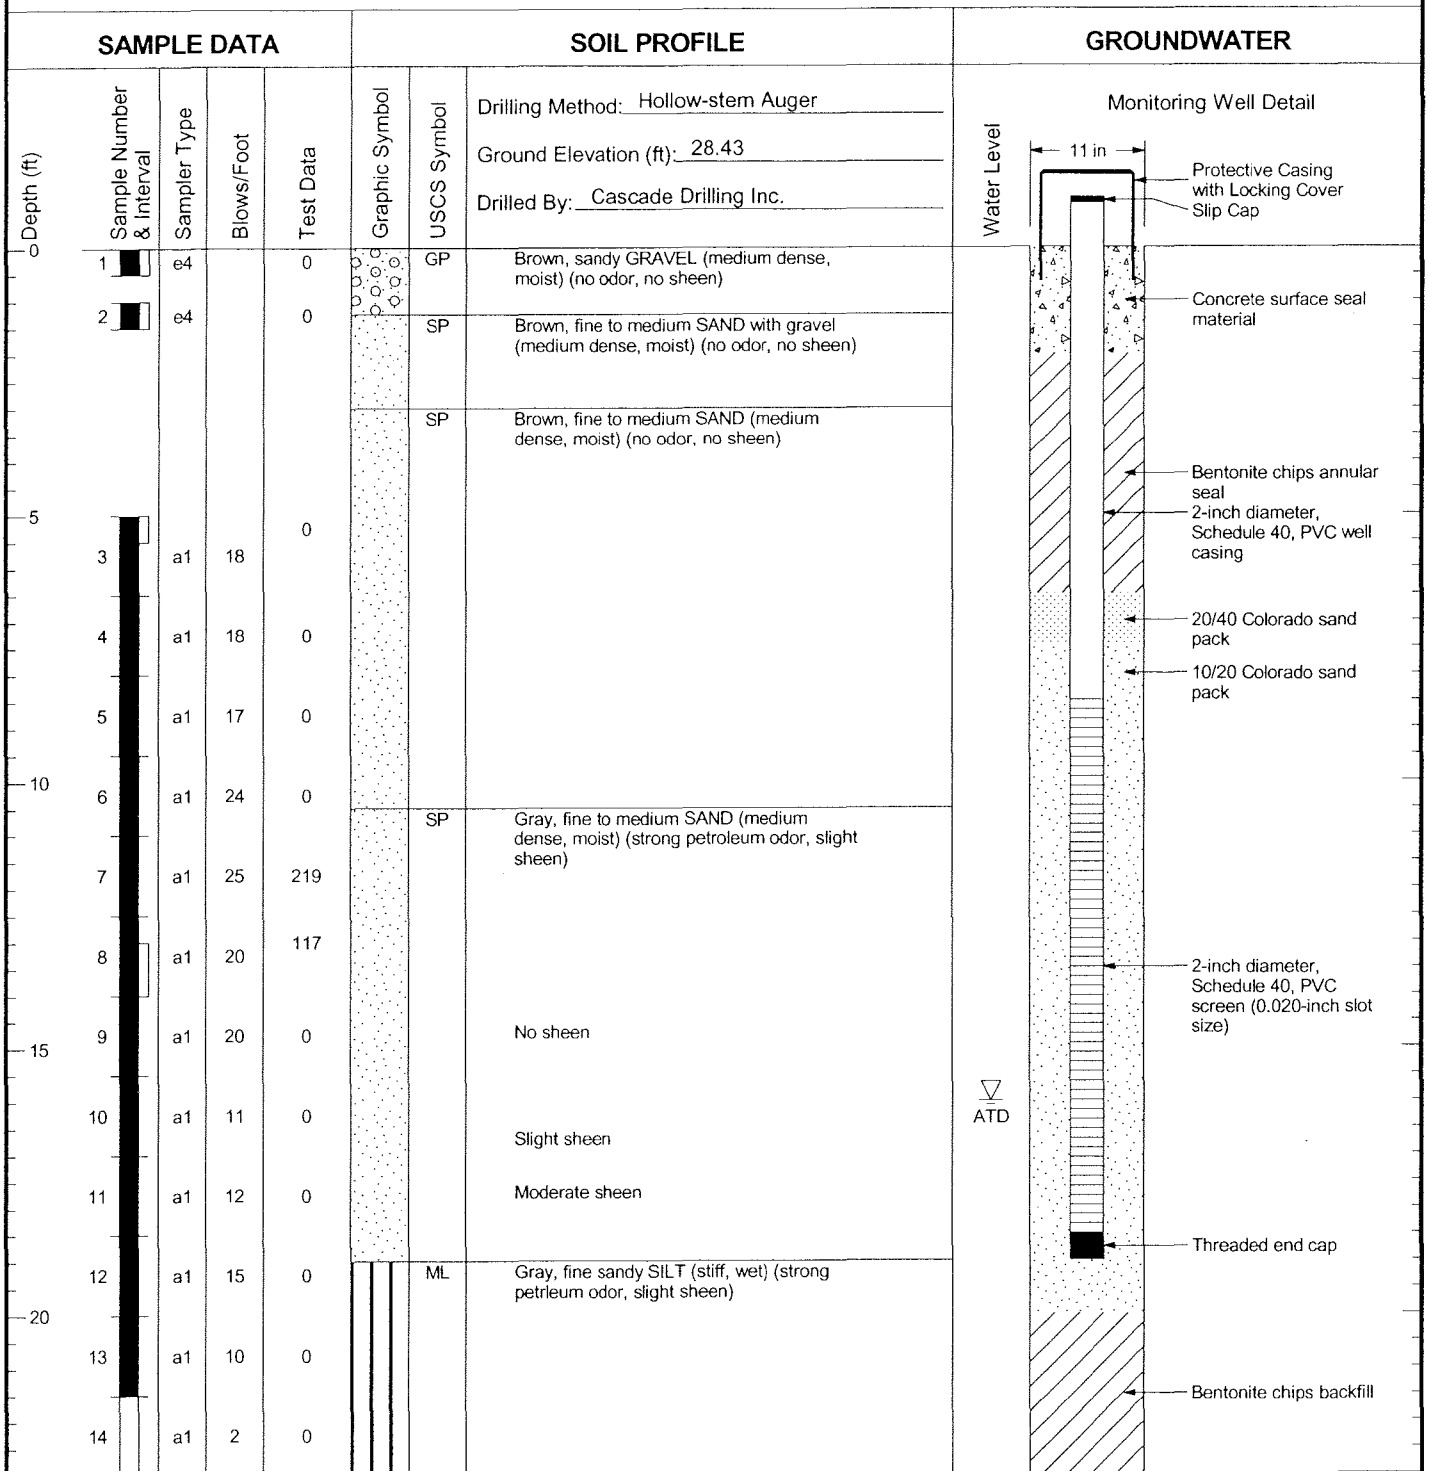 SAMPLE DATA
SOIL PROFILE
GROUNDWATER
Depth (ft)
Sample Number
& Interval
Sampler Type
Blows/Foot
Test Data
Graphic Symbol
USCS Symbol
Drilling Method: Hollow-stem Auger
Ground Elevation (ft): 28.43
Drilled By: Cascade Drilling Inc.
Water Level
Monitoring Well Detail
11 in
Protective Casing
with Locking Cover
Slip Cap
0
1 e4 0
GP Brown, sandy GRAVEL (medium dense,
moist) (no odor, no sheen)
2 e4 0
SP Brown, fine to medium SAND with gravel
(medium dense, moist) (no odor, no sheen)
Concrete surface seal
material
SP Brown, fine to medium SAND (medium
dense, moist) (no odor, no sheen)
Bentonite chips annular
seal
5
0
3 a1 18
2-inch diameter,
Schedule 40, PVC well
casing
4 a1 18 0
20/40 Colorado sand
pack
10/20 Colorado sand
pack
5 a1 17 0
10
6 a1 24 0
SP Gray, fine to medium SAND (medium
dense, moist) (strong petroleum odor, slight
sheen)
7 a1 25 219
117
8 a1 20
2-inch diameter,
Schedule 40, PVC
screen (0.020-inch slot
size)
9 a1 20 0
No sheen
15
10 a1 11 0
ATD
Slight sheen
11 a1 12 0
Moderate sheen
Threaded end cap
12 a1 15 0
ML Gray, fine sandy SILT (stiff, wet) (strong
petrleum odor, slight sheen)
20
13 a1 10 0
Bentonite chips backfill
14 a1 2 0